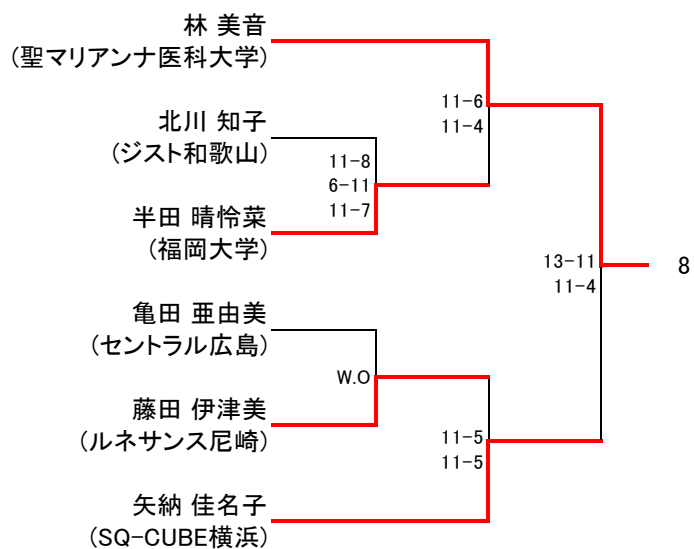 林 美音
(聖マリアンナ医科大学)
11-6
11-4
北川 知子
(ジスト和歌山)
11-8
6-11
11-7
半田 晴怜菜
(福岡大学)
13-11
11-4
8
亀田 亜由美
(セントラル広島)
W.O
藤田 伊津美
(ルネサンス尼崎)
11-5
11-5
矢納 佳名子
(SQ-CUBE横浜)